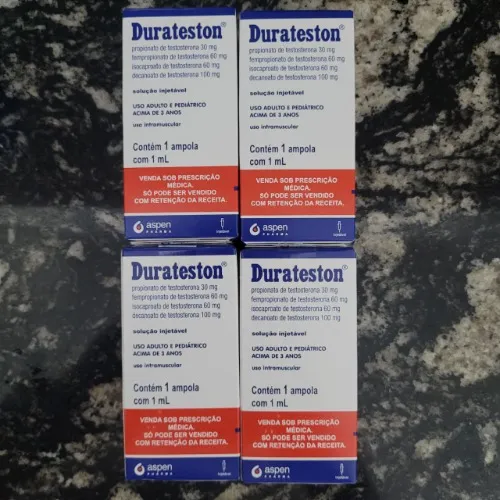 Durateston®
propionato de testosterona 30 mg
fempropionato de testosterona 60 mg
isocaproato de testosterona 60 mg
decanoato de testosterona 100 mg
solução injetável
USO ADULTO E PEDIÁTRICO
ACIMA DE 3 ANOS
uso intramuscular
Contém 1 ampola
com 1 mL
VENDA SOB PRESCRIÇÃO
MÉDICA.
SÓ PODE SER VENDIDO
COM RETENÇÃO DA RECEITA.
aspen
PHARMA
Durateston®
propionato de testosterona 30 mg
fempropionato de testosterona 60 mg
isocaproato de testosterona 60 mg
decanoato de testosterona 100 mg
solução injetável
USO ADULTO E PEDIÁTRICO
ACIMA DE 3 ANOS
uso intramuscular
Contém 1 ampola
com 1 mL
VENDA SOB PRESCRIÇÃO
MÉDICA.
SÓ PODE SER VENDIDO
COM RETENÇÃO DA RECEITA.
aspen
PHARMA
Durateston®
propionato de testosterona 30 mg
fempropionato de testosterona 60 mg
isocaproato de testosterona 60 mg
decanoato de testosterona 100 mg
solução injetável
USO ADULTO E PEDIÁTRICO
ACIMA DE 3 ANOS
uso intramuscular
Contém 1 ampola
com 1 mL
VENDA SOB PRESCRIÇÃO
MÉDICA.
SÓ PODE SER VENDIDO
COM RETENÇÃO DA RECEITA.
aspen
PHARMA
Durateston®
propionato de testosterona 30 mg
fempropionato de testosterona 60 mg
isocaproato de testosterona 60 mg
decanoato de testosterona 100 mg
solução injetável
USO ADULTO E PEDIÁTRICO
ACIMA DE 3 ANOS
uso intramuscular
Contém 1 ampola
com 1 mL
VENDA SOB PRESCRIÇÃO
MÉDICA.
SÓ PODE SER VENDIDO
COM RETENÇÃO DA RECEITA.
aspen
PHARMA